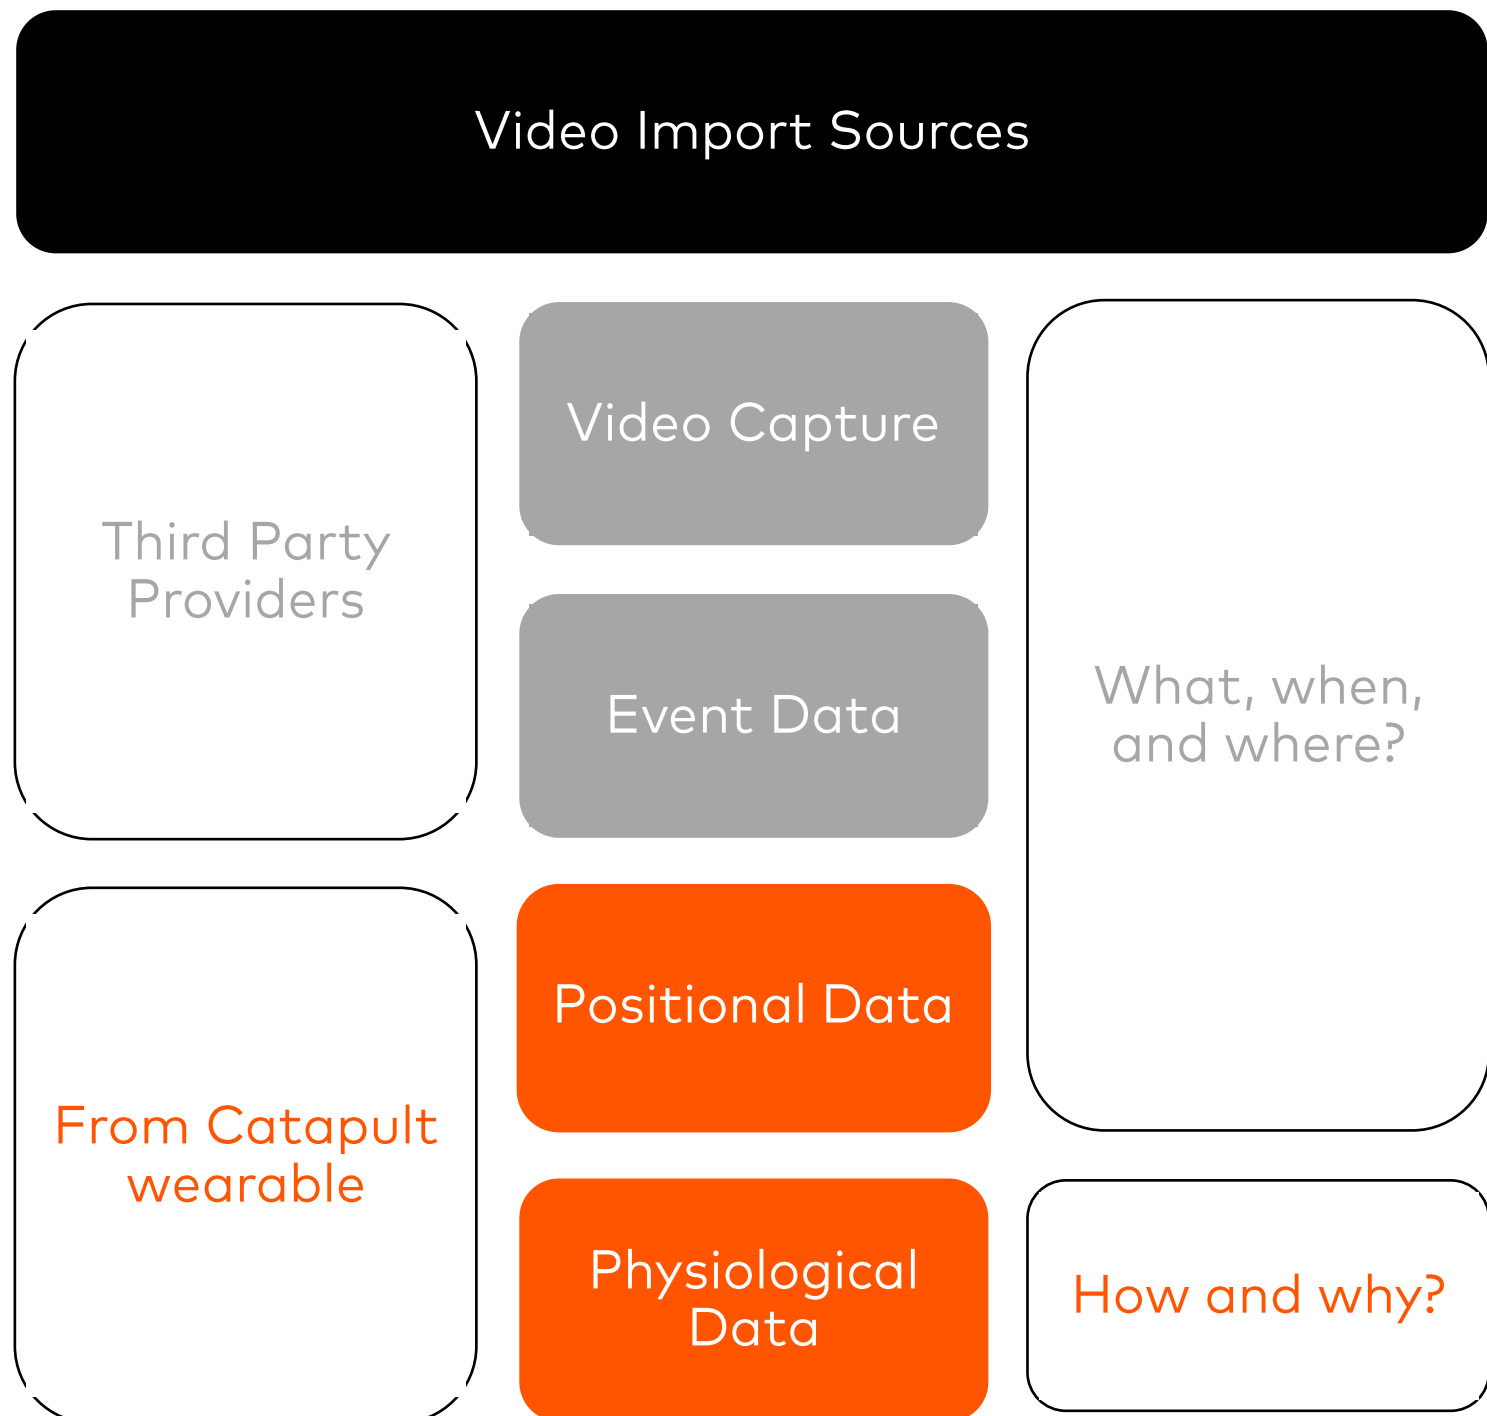 Video Import Sources
Third Party
Providers
Video Capture
Event Data
What, when,
and where?
From Catapult
wearable
Positional Data
Physiological
Data
How and why?